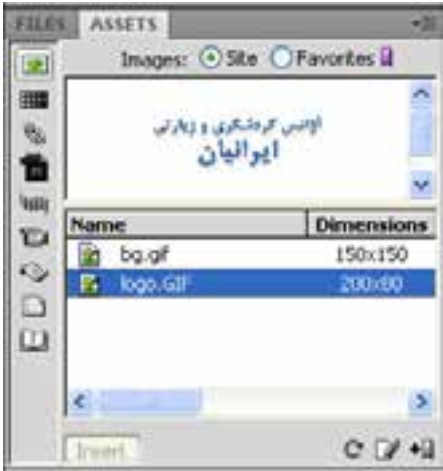 FILES ASSETS
Images: Site Favorites
آژانس گردشگری و زیارتی
ایرانیان
Name Dimensions
bg.gif 150x150
logo.GIF 200x80
Insert